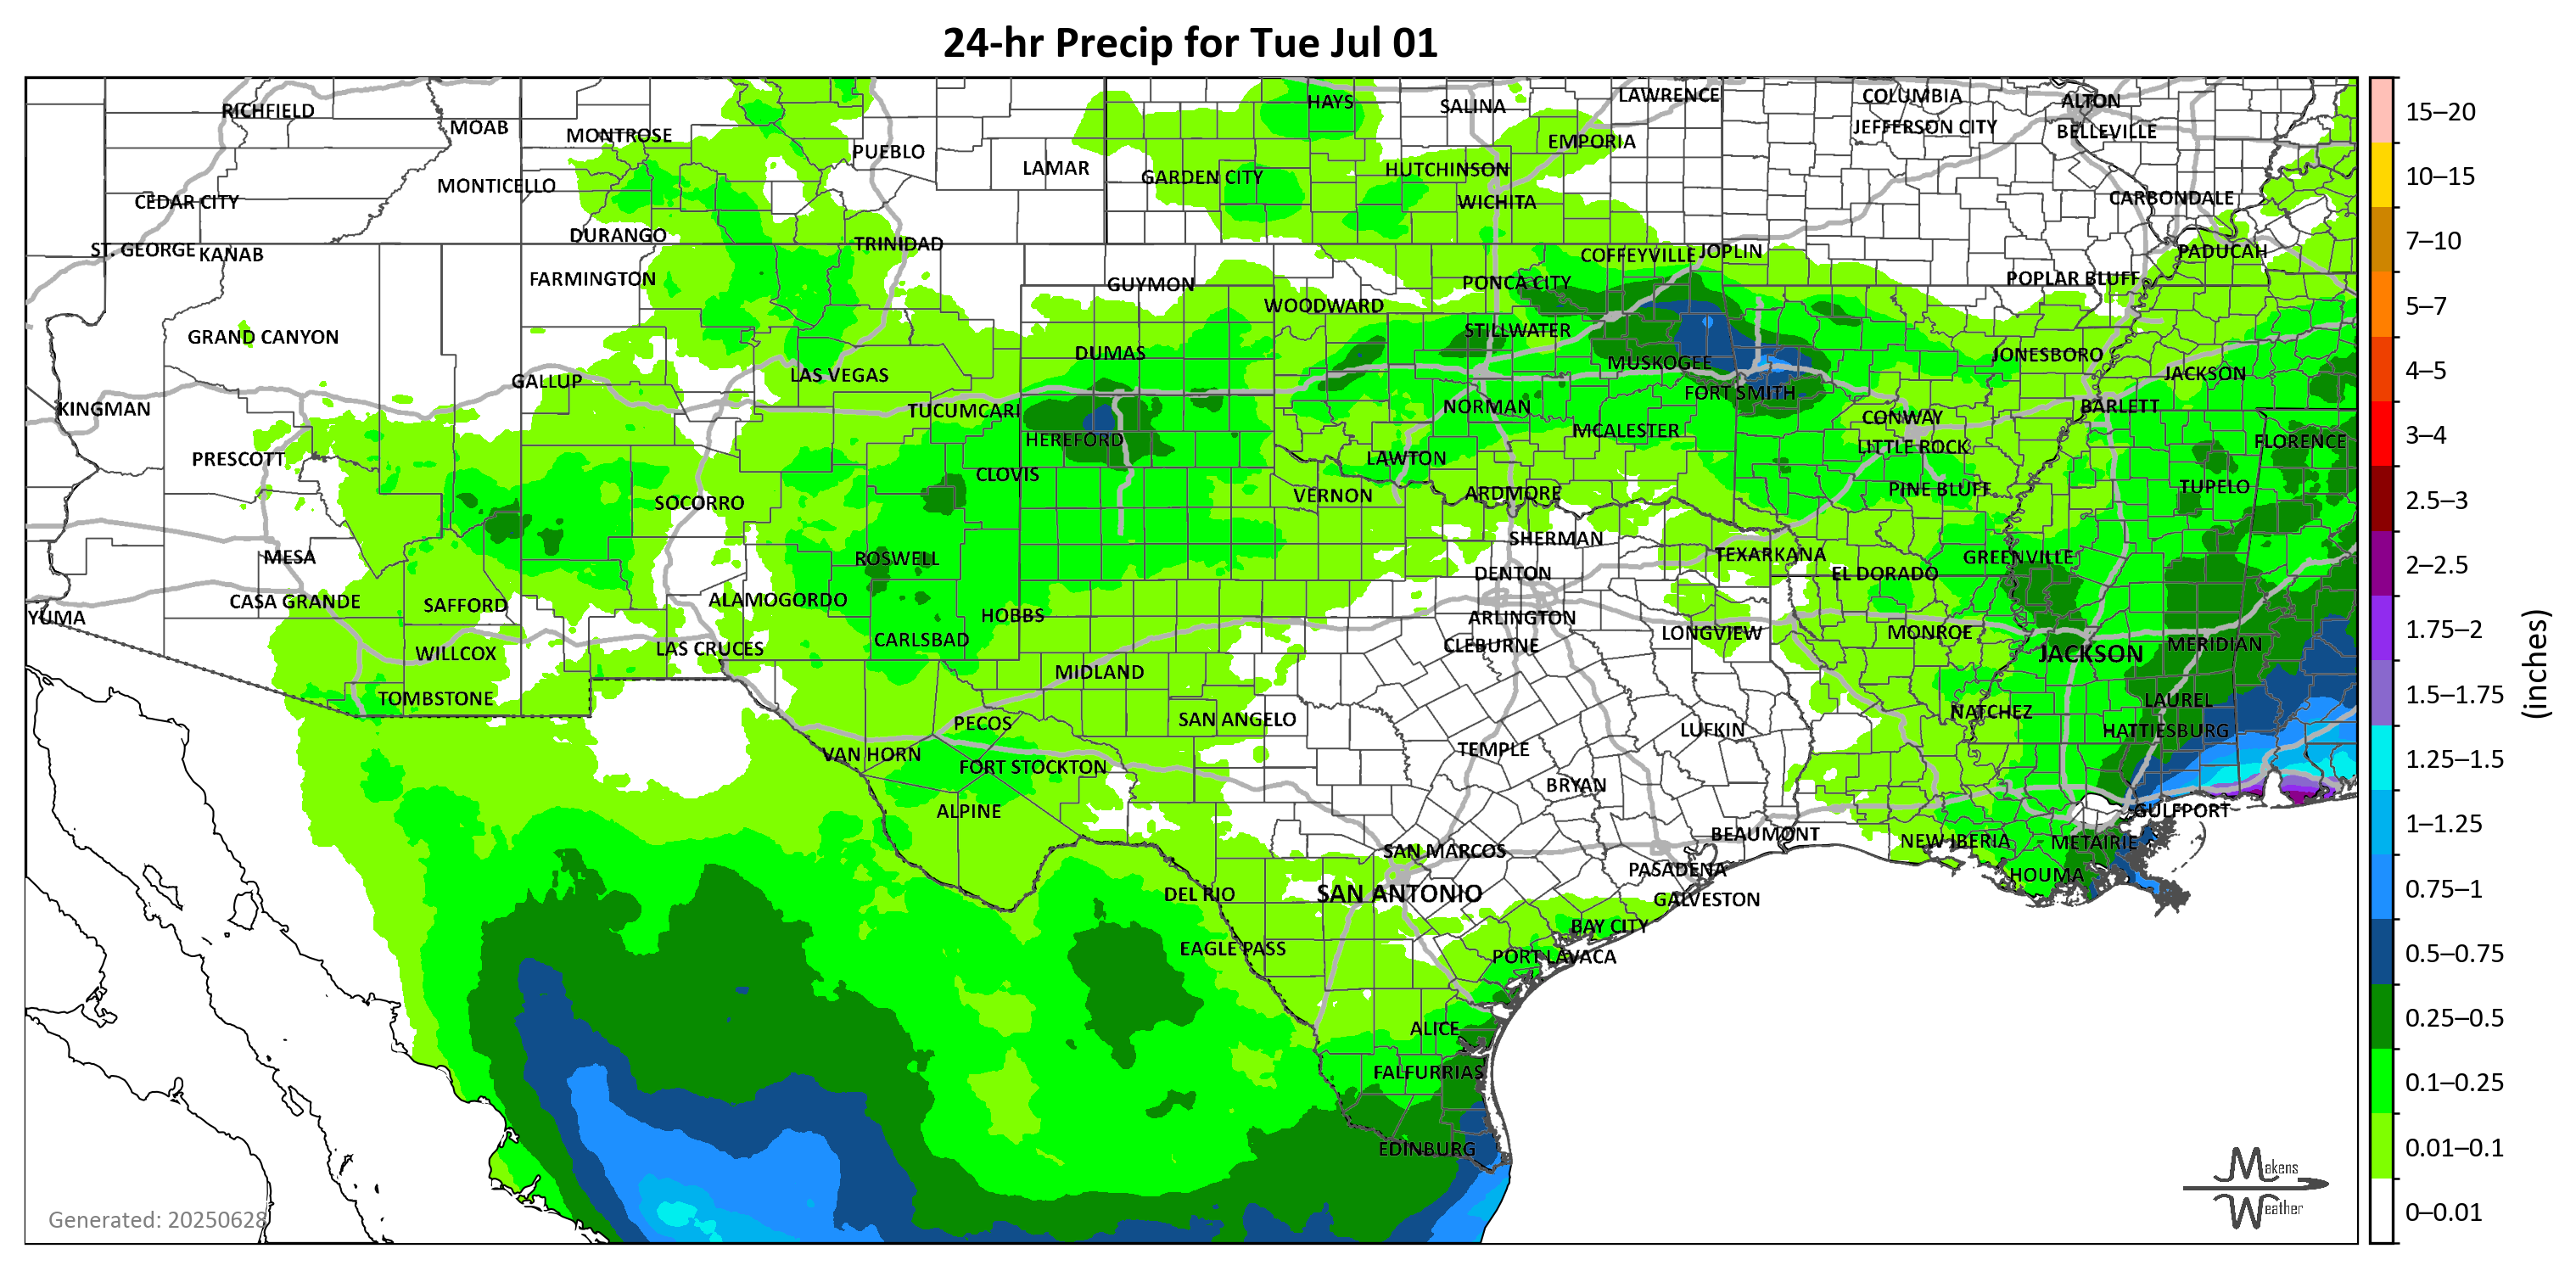 24-hr Precip for Tue Jul 01
RICHFIELD
MOAB
MONTROSE
PUEBLO
LAMAR
HAYS
SALINA
LAWRENCE
COLUMBIA
ALTON
JEFFERSON CITY
BELLEVILLE
EMPORIA
HUTCHINSON
GARDEN CITY
MONTICELLO
CEDAR CITY
WICHITA
CARBONDALE
DURANGO
TRINIDAD
ST. GEORGE
KANAB
COFFEYVILLE
JOPLIN
PADUCAH
FARMINGTON
GUYMON
PONCA CITY
POPLAR BLUFF
WOODWARD
GRAND CANYON
STILLWATER
DUMAS
JONESBORO
MUSKOGEE
GALLUP
LAS VEGAS
JACKSON
FORT SMITH
KINGMAN
TUCUMCARI
NORMAN
BARLETT
CONWAY
HEREFORD
MCALESTER
LITTLE ROCK
FLORENCE
PRESCOTT
CLOVIS
LAWTON
SOCORRO
VERNON
ARDMORE
PINE BLUFF
TUPELO
SHERMAN
MESA
ROSWELL
TEXARKANA
GREENVILLE
DENTON
EL DORADO
CASA GRANDE
SAFFORD
ALAMOGORDO
HOBBS
YUMA
ARLINGTON
CARLSBAD
CLEBURNE
LONGVIEW
MONROE
MERIDIAN
WILLCOX
LAS CRUCES
JACKSON
MIDLAND
TOMBSTONE
LAUREL
PECOS
SAN ANGELO
NATCHEZ
LUFKIN
HATTIESBURG
VAN HORN
TEMPLE
FORT STOCKTON
BRYAN
ALPINE
GULFPORT
BEAUMONT
NEW IBERIA
METAIRIE
SAN MARCOS
PASADENA
HOUMA
DEL RIO
SAN ANTONIO
GALVESTON
BAY CITY
EAGLE PASS
PORT LAVACA
ALICE
FALFURRIAS
EDINBURG
Generated: 20250628
Makens
Weather
15–20
10–15
7–10
5–7
4–5
3–4
2.5–3
2–2.5
1.75–2
1.5–1.75
1.25–1.5
1–1.25
0.75–1
0.5–0.75
0.25–0.5
0.1–0.25
0.01–0.1
0–0.01
(inches)